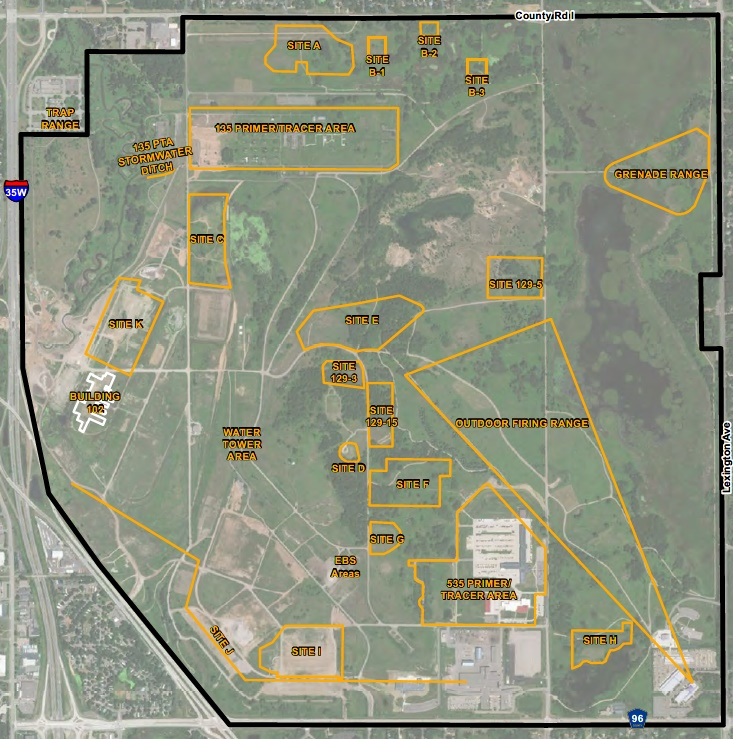 County Rd I
SITE A
SITE
B-1
SITE
B-2
SITE
B-3
TRAP
RANGE
135 PRIMER/TRACER AREA
135 PTA
STORMWATER
DITCH
GRENADE RANGE
35W
SITE C
SITE 129-5
SITE K
SITE E
SITE
129-3
BUILDING
102
SITE
129-15
OUTDOOR FIRING RANGE
WATER
TOWER
AREA
Lexington Ave
SITE D
SITE F
SITE G
EBS
Areas
535 PRIMER/
TRACER AREA
SITE J
SITE I
SITE H
96